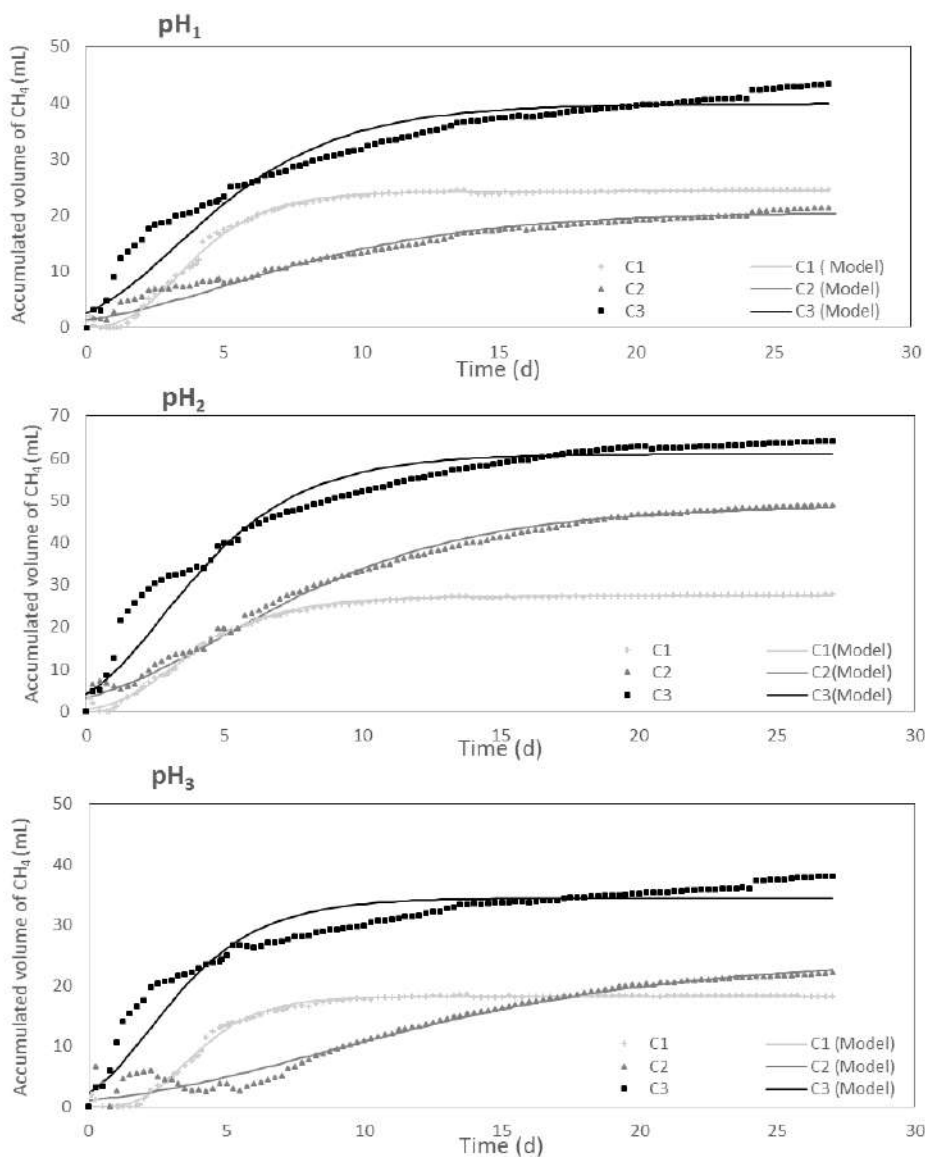 pH₁
Accumulated volume of CH₄ (mL)
50
40
30
20
10
0
C1
C2
C3
C1 ( Model)
C2 (Model)
C3 (Model)
0 5 10 15 20 25 30
Time (d)
pH₂
Accumulated volume of CH₄ (mL)
70
60
50
40
30
20
10
0
C1
C2
C3
C1(Model)
C2(Model)
C3(Model)
0 5 10 15 20 25 30
Time (d)
pH₃
Accumulated volume of CH₄ (mL)
50
40
30
20
10
0
C1
C2
C3
C1 (Model)
C2 (Model)
C3 (Model)
0 5 10 15 20 25 30
Time (d)